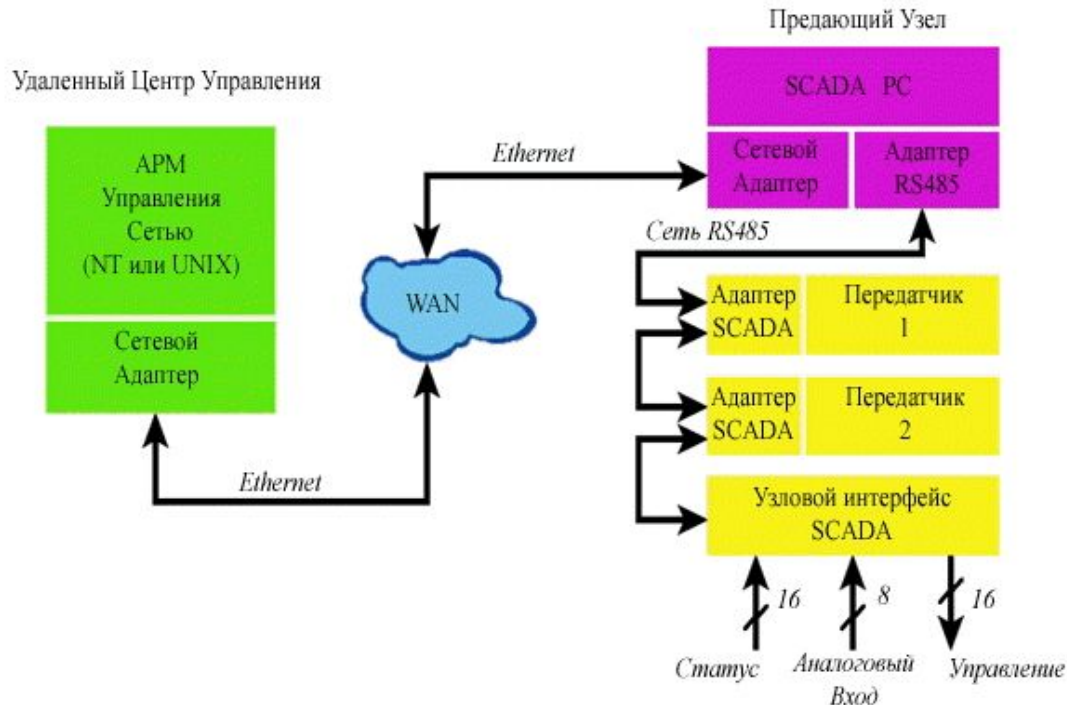 Предающий Узел
Удаленный Центр Управления
SCADA PC
Сетевой
Адаптер
Адаптер
RS485
Ethernet
АРМ
Управления
Сетью
(NT или UNIX)
Сеть RS485
WAN
Адаптер
SCADA
Передатчик
1
Сетевой
Адаптер
Адаптер
SCADA
Передатчик
2
Ethernet
Узловой интерфейс
SCADA
16
8
16
Статус
Аналоговый
Вход
Управление